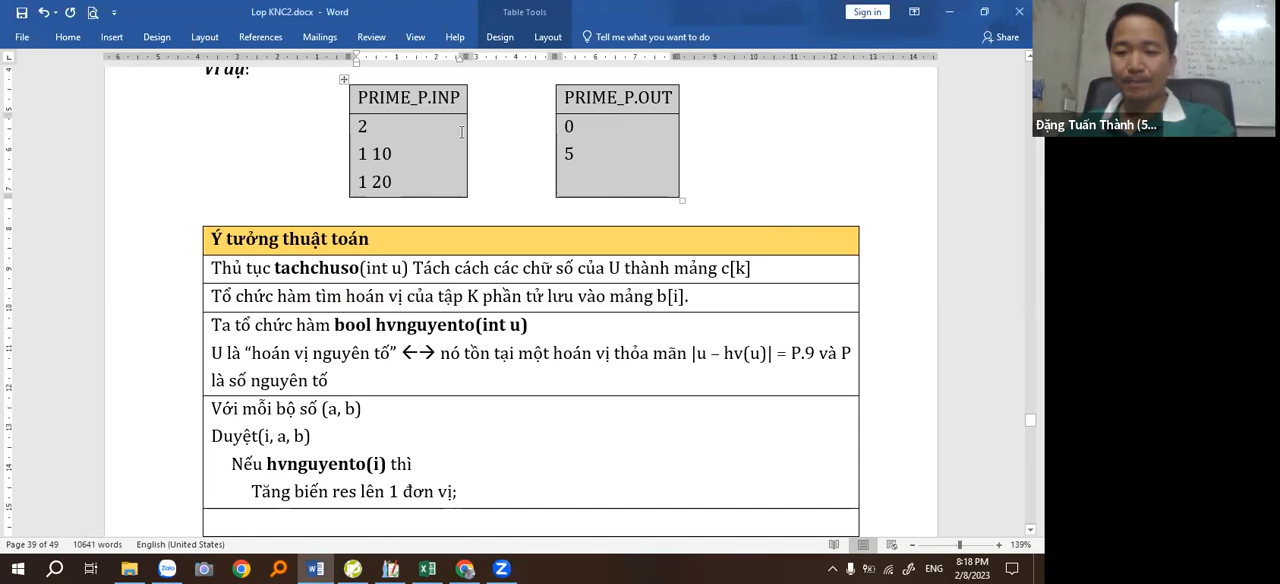 Lop KNC2.docx - Word
Table Tools
Sign in
File Home Insert Design Layout References Mailings Review View Help Design Layout Tell me what you want to do Share
Ví dụ:
PRIME_P.INP PRIME_P.OUT
2 0
1 10 5
1 20
Ý tưởng thuật toán
Thủ tục tachchuso(int u) Tách cách các chữ số của U thành mảng c[k]
Tổ chức hàm tìm hoán vị của tập K phần tử lưu vào mảng b[i].
Ta tổ chức hàm bool hvnguyento(int u)
U là “hoán vị nguyên tố” ←→ nó tồn tại một hoán vị thỏa mãn |u – hv(u)| = P.9 và P
là số nguyên tố
Với mỗi bộ số (a, b)
Duyệt(i, a, b)
Nếu hvnguyento(i) thì
Tăng biến res lên 1 đơn vị;
Page 39 of 49 10641 words English (United States) 139%
Đặng Tuấn Thành (5...
Zalo
ENG
8:18 PM
2/8/2023